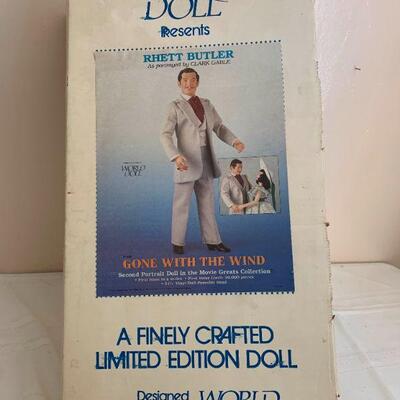 DOLL
Presents
RHETT BUTLER
As portrayed by CLARK GABLE
WORLD
DOLL
GONE WITH THE WIND
Second Portrait Doll in the Movie Greats Collection
A FINELY CRAFTED
LIMITED EDITION DOLL
Designed
WORLD